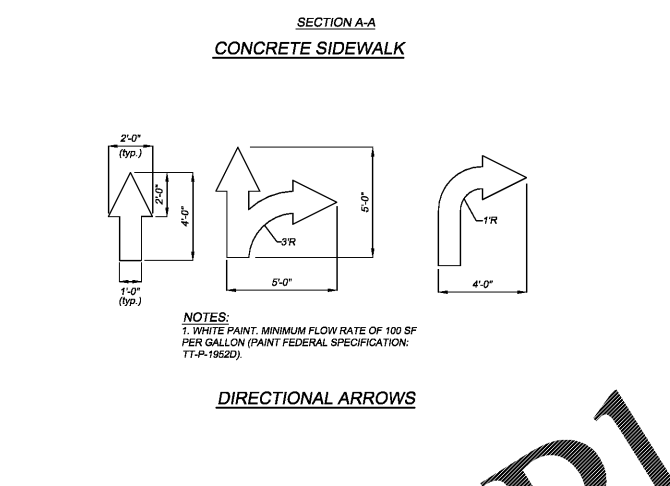 SECTION A-A
CONCRETE SIDEWALK
2'-0"
(typ.)
2'-0"
4'-0"
1'-0"
(typ.)
3'R
5'-0"
5'-0"
1'R
4'-0"
NOTES:
1. WHITE PAINT. MINIMUM FLOW RATE OF 100 SF
PER GALLON (PAINT FEDERAL SPECIFICATION:
TT-P-1952D).
DIRECTIONAL ARROWS
Pl